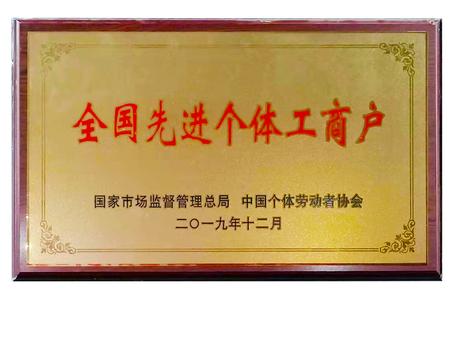 全国先进个体工商户
国家市场监督管理总局 中国个体劳动者协会
二〇一九年十二月